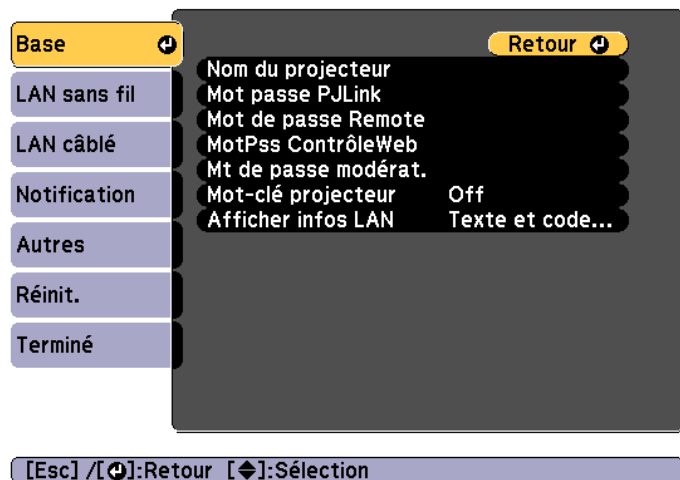 Base
LAN sans fil
LAN câblé
Notification
Autres
Réinit.
Terminé
Retour
Nom du projecteur
Mot passe PJLink
Mot de passe Remote
MotPss ContrôleWeb
Mt de passe modérat.
Mot-clé projecteur Off
Afficher infos LAN Texte et code...
[Esc] /[⏎]:Retour [◆]:Sélection